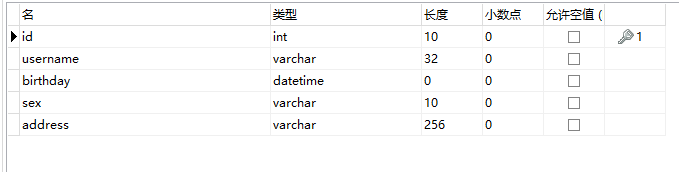 名 类型 长度 小数点 允许空值 (
id int 10 0 1
username varchar 32 0
birthday datetime 0 0
sex varchar 10 0
address varchar 256 0